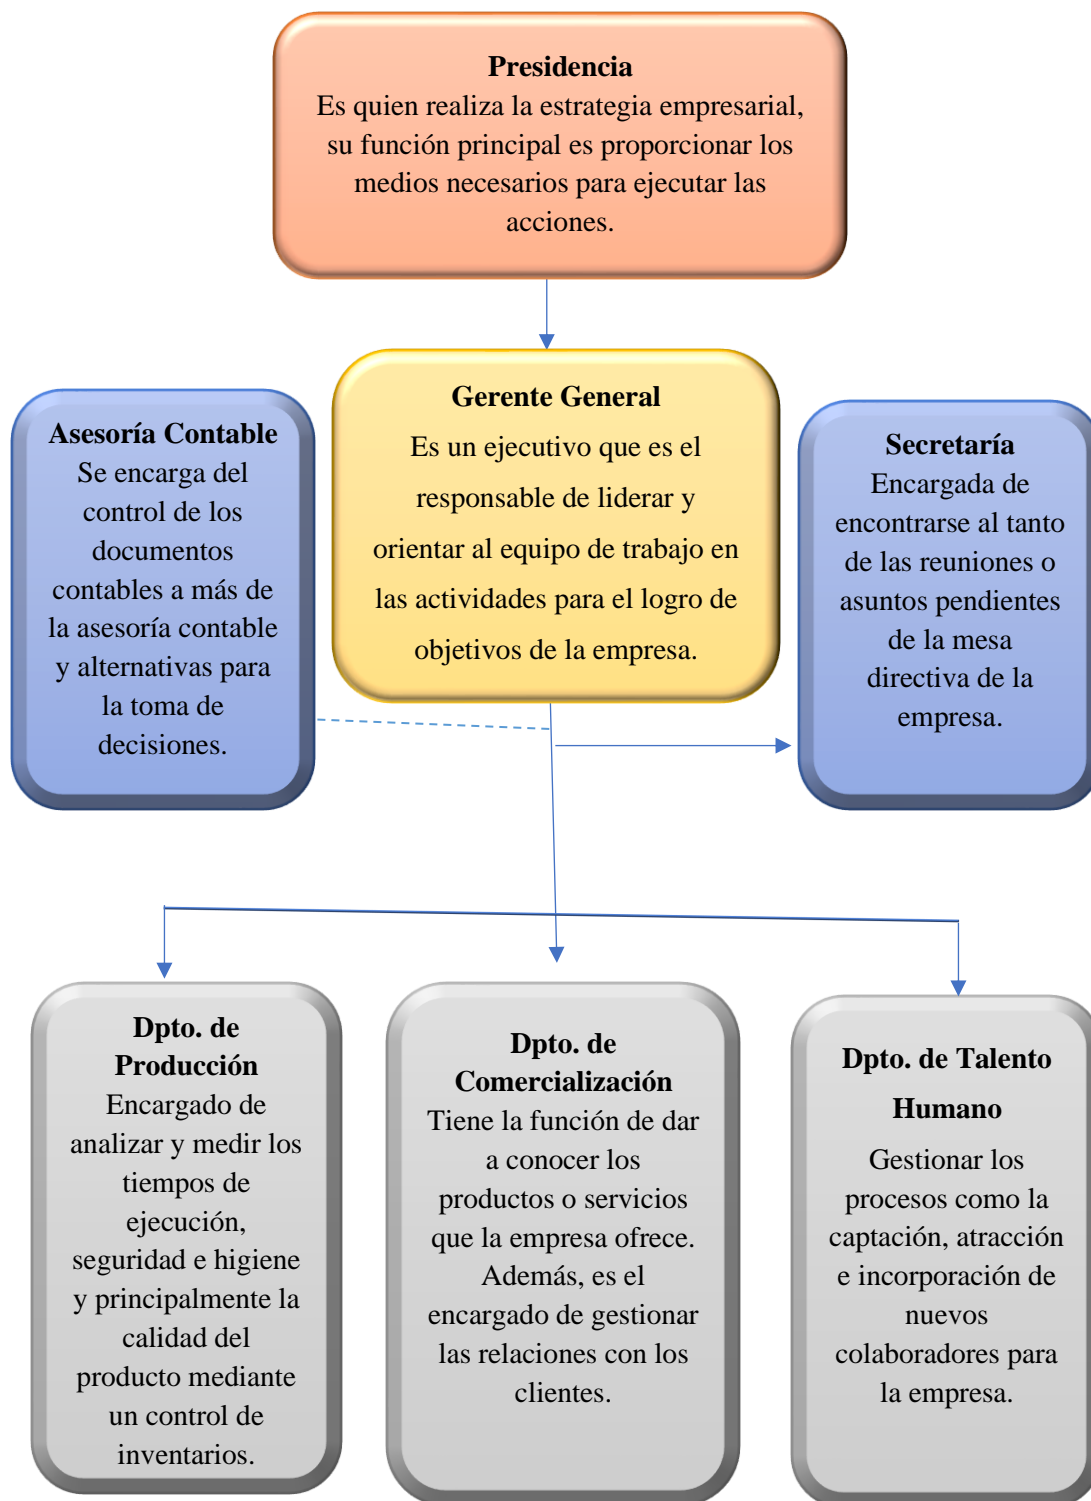 Presidencia
Es quien realiza la estrategia empresarial,
su función principal es proporcionar los
medios necesarios para ejecutar las
acciones.
Gerente General
Es un ejecutivo que es el
responsable de liderar y
orientar al equipo de trabajo en
las actividades para el logro de
objetivos de la empresa.
Asesoría Contable
Se encarga del
control de los
documentos
contables a más de
la asesoría contable
y alternativas para
la toma de
decisiones.
Secretaría
Encargada de
encontrarse al tanto
de las reuniones o
asuntos pendientes
de la mesa
directiva de la
empresa.
Dpto. de
Producción
Encargado de
analizar y medir los
tiempos de
ejecución,
seguridad e higiene
y principalmente la
calidad del
producto mediante
un control de
inventarios.
Dpto. de
Comercialización
Tiene la función de dar
a conocer los
productos o servicios
que la empresa ofrece.
Además, es el
encargado de gestionar
las relaciones con los
clientes.
Dpto. de Talento
Humano
Gestionar los
procesos como la
captación, atracción
e incorporación de
nuevos
colaboradores para
la empresa.